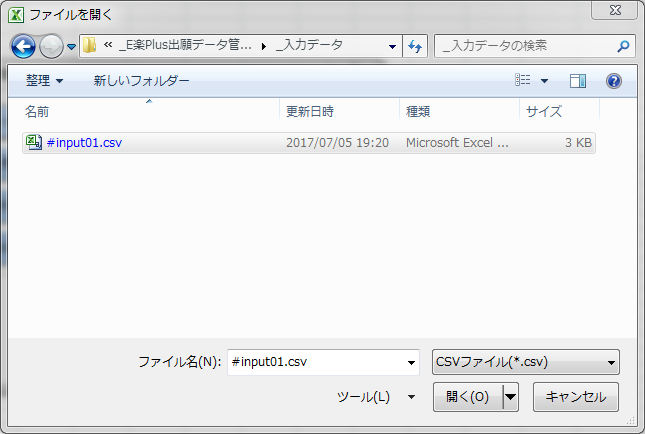 ファイルを開く
« _E楽Plus出願データ管... ▸ _入力データ
_入力データの検索
整理 ▼ 新しいフォルダー
名前 更新日時 種類 サイズ
#input01.csv 2017/07/05 19:20 Microsoft Excel ... 3 KB
ファイル名(N): #input01.csv CSVファイル(*.csv)
ツール(L) 開く(O) キャンセル